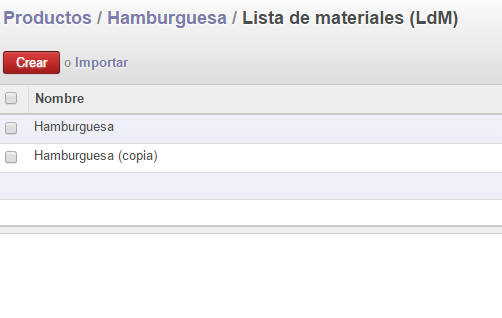 Productos / Hamburguesa / Lista de materiales (LdM)
Crear o Importar
Nombre
Hamburguesa
Hamburguesa (copia)